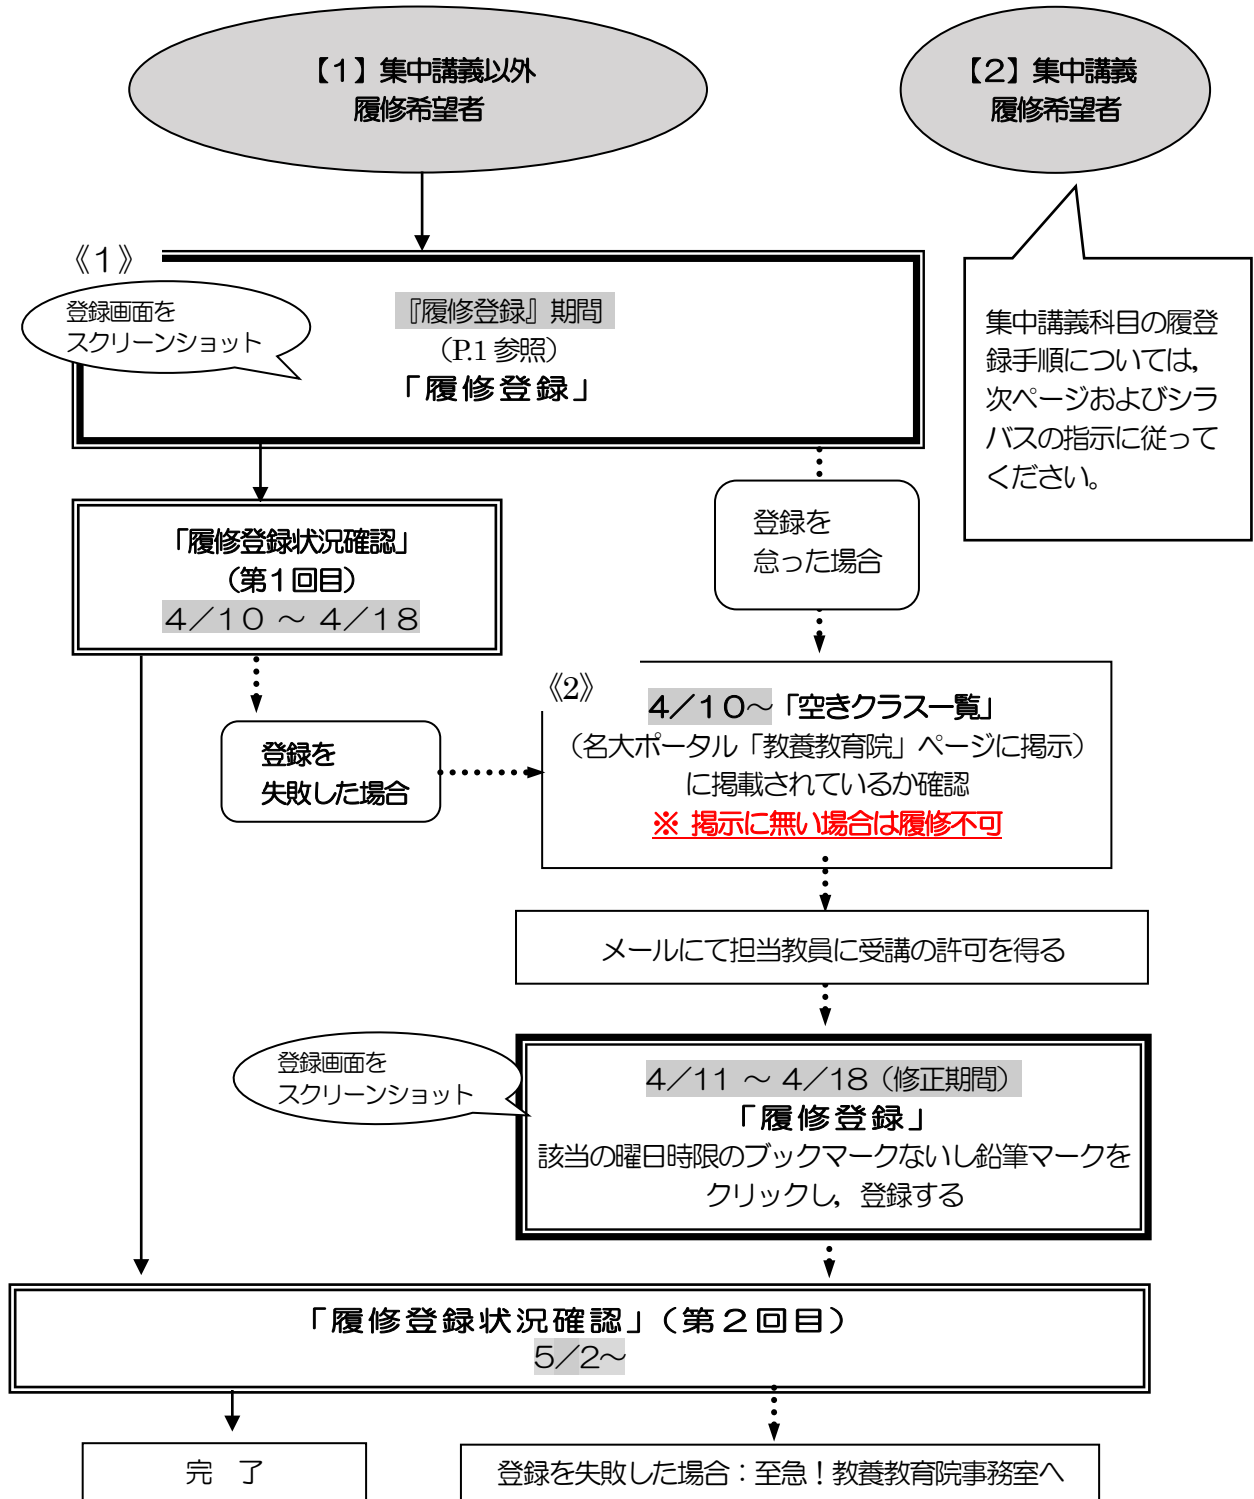 【1】集中講義以外
履修希望者
【2】集中講義
履修希望者
《1》
登録画面を
スクリーンショット
『履修登録』期間
（P.1 参照）
「履修登録」
集中講義科目の履登
録手順については，
次ページおよびシラ
バスの指示に従って
ください。
登録を
怠った場合
「履修登録状況確認」
（第1回目）
4／10 ～ 4／18
登録を
失敗した場合
《2》
4／10～「空きクラス一覧」
（名大ポータル「教養教育院」ページに掲示）
に掲載されているか確認
※ 掲示に無い場合は履修不可
メールにて担当教員に受講の許可を得る
登録画面を
スクリーンショット
4／11 ～ 4／18（修正期間）
「履修登録」
該当の曜日時限のブックマークないし鉛筆マークを
クリックし，登録する
「履修登録状況確認」（第2回目）
5／2～
完　了
登録を失敗した場合：至急！教養教育院事務室へ